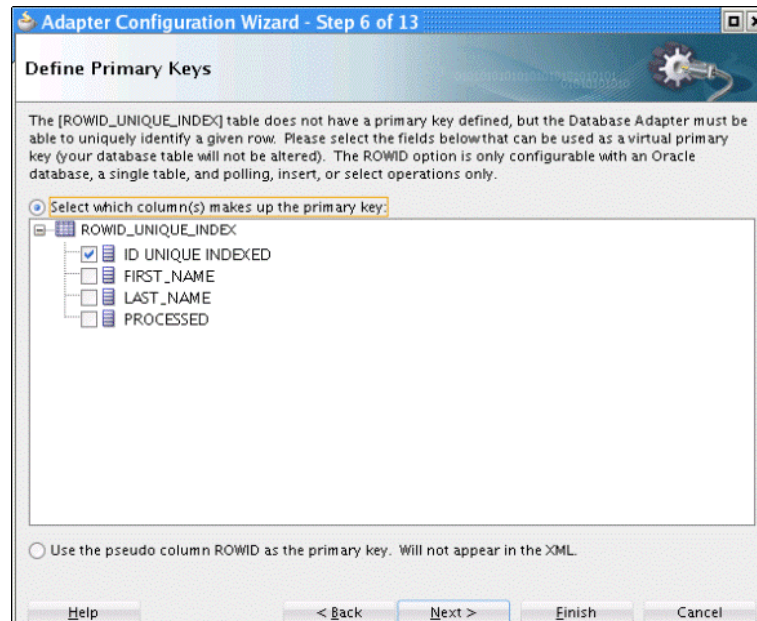 Adapter Configuration Wizard - Step 6 of 13
Define Primary Keys
The [ROWID_UNIQUE_INDEX] table does not have a primary key defined, but the Database Adapter must be
able to uniquely identify a given row. Please select the fields below that can be used as a virtual primary
key (your database table will not be altered). The ROWID option is only configurable with an Oracle
database, a single table, and polling, insert, or select operations only.
Select which column(s) makes up the primary key:
ROWID_UNIQUE_INDEX
ID UNIQUE INDEXED
FIRST_NAME
LAST_NAME
PROCESSED
Use the pseudo column ROWID as the primary key. Will not appear in the XML.
Help < Back Next > Finish Cancel